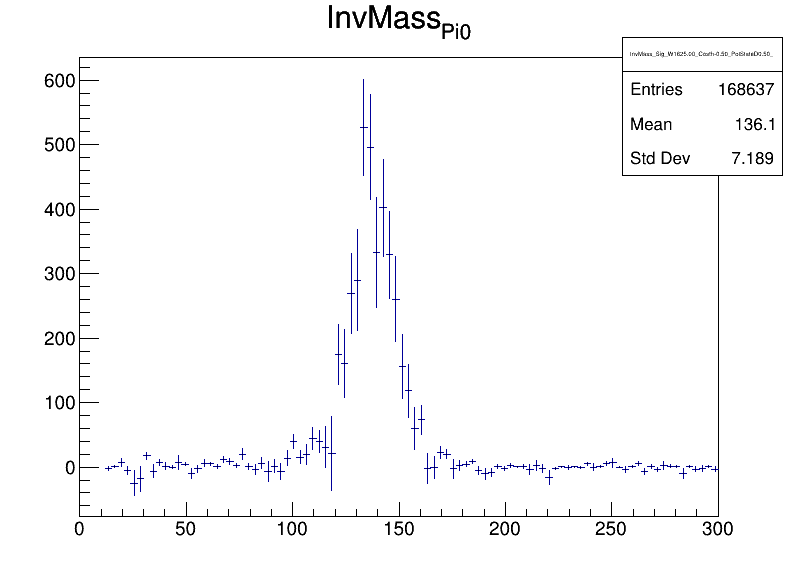 InvMass_Pi0
InvMass_Sig_W1625.00_Costh-0.50_PolStateD0.50_
Entries 168637
Mean 136.1
Std Dev 7.189
600
500
400
300
200
100
0
0 50 100 150 200 250 300